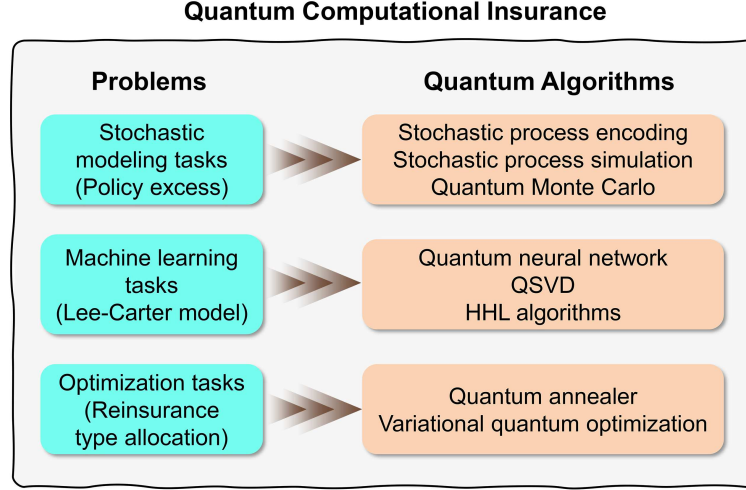 Quantum Computational Insurance
Problems
Quantum Algorithms
Stochastic
modeling tasks
(Policy excess)
Stochastic process encoding
Stochastic process simulation
Quantum Monte Carlo
Machine learning
tasks
(Lee-Carter model)
Quantum neural network
QSVD
HHL algorithms
Optimization tasks
(Reinsurance
type allocation)
Quantum annealer
Variational quantum optimization